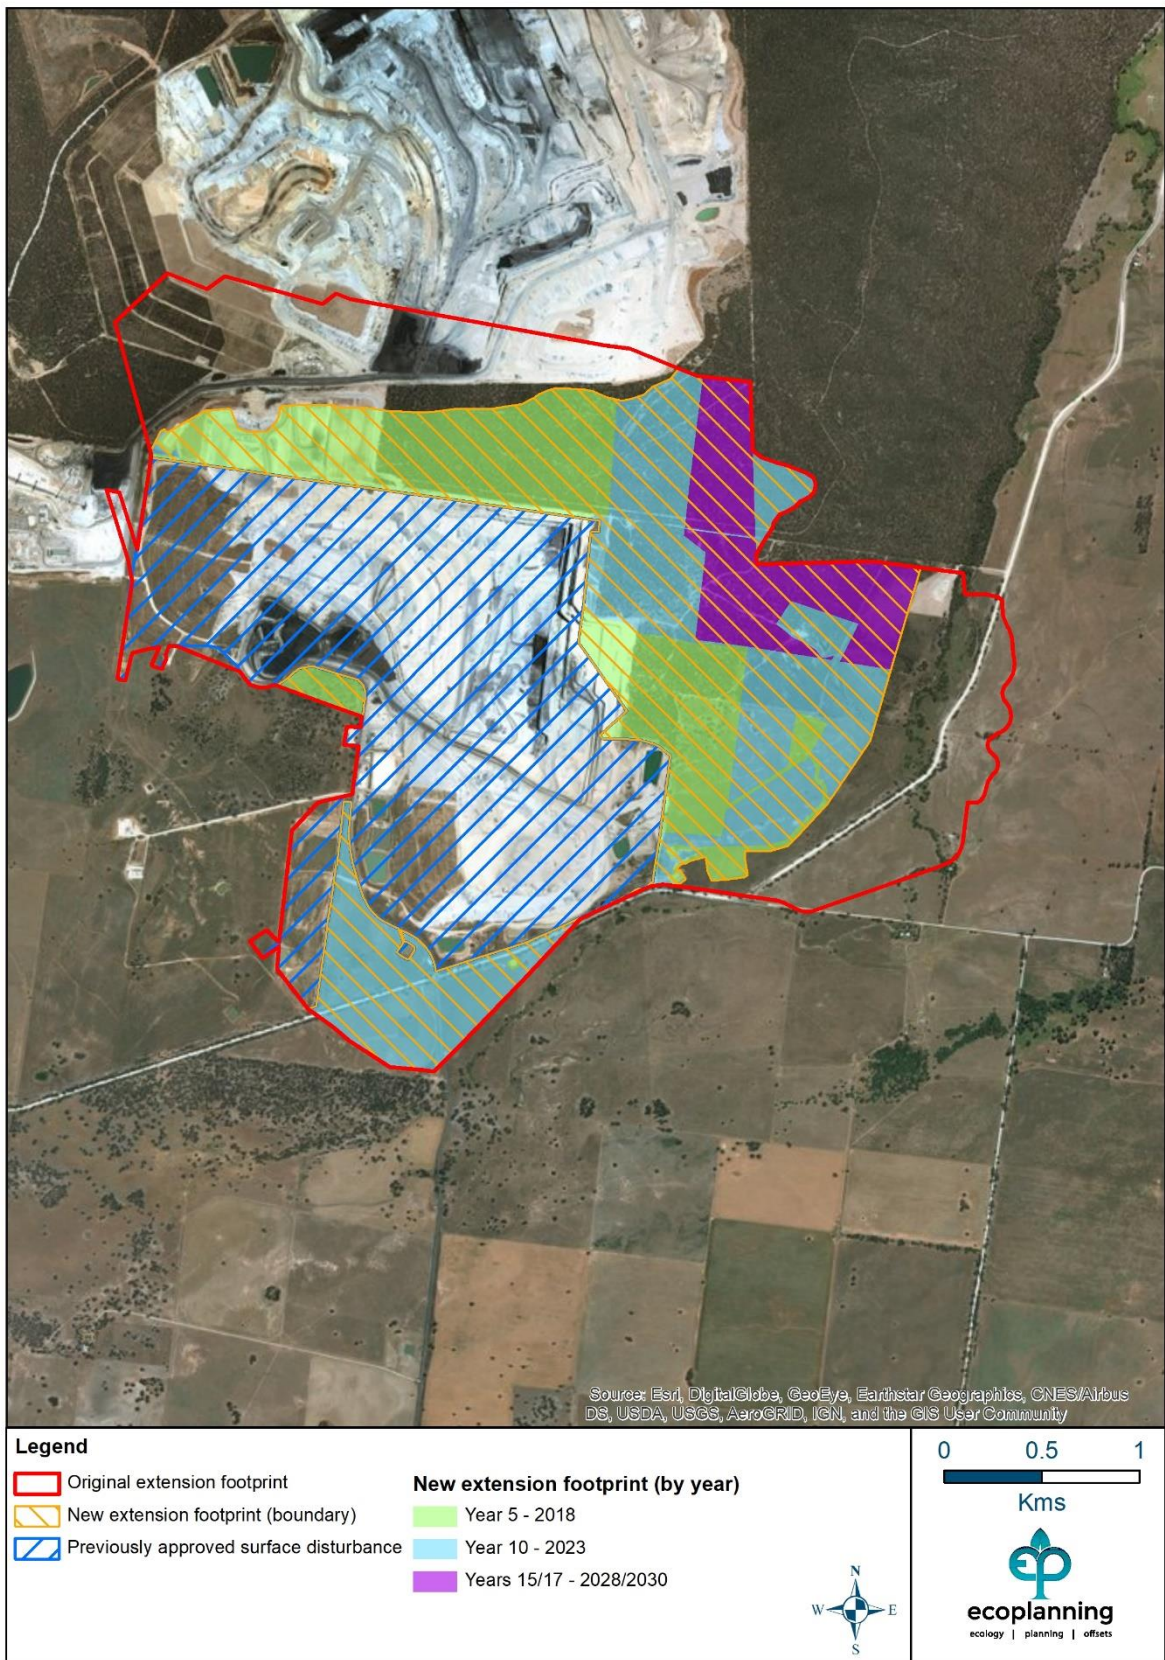 Source: Esri, DigitalGlobe, GeoEye, Earthstar Geographics, CNES/Airbus
DS, USDA, USGS, AeroGRID, IGN, and the GIS User Community
Legend
Original extension footprint
New extension footprint (boundary)
Previously approved surface disturbance
New extension footprint (by year)
Year 5 - 2018
Year 10 - 2023
Years 15/17 - 2028/2030
N
W E
S
0 0.5 1
Kms
ep
ecoplanning
ecology | planning | offsets